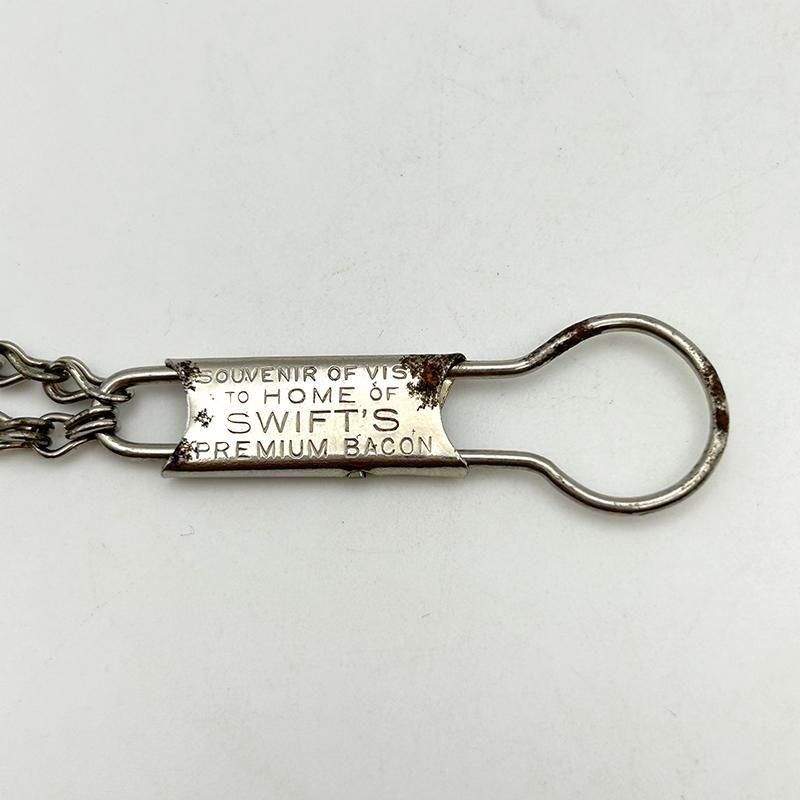 SOUVENIR OF VIS
TO HOME OF
SWIFT'S
PREMIUM BACON